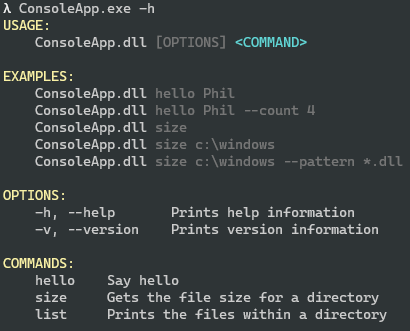 λ ConsoleApp.exe -h
USAGE:
    ConsoleApp.dll [OPTIONS] <COMMAND>

EXAMPLES:
    ConsoleApp.dll hello Phil
    ConsoleApp.dll hello Phil --count 4
    ConsoleApp.dll size
    ConsoleApp.dll size c:\windows
    ConsoleApp.dll size c:\windows --pattern *.dll

OPTIONS:
    -h, --help       Prints help information
    -v, --version    Prints version information

COMMANDS:
    hello    Say hello
    size     Gets the file size for a directory
    list     Prints the files within a directory